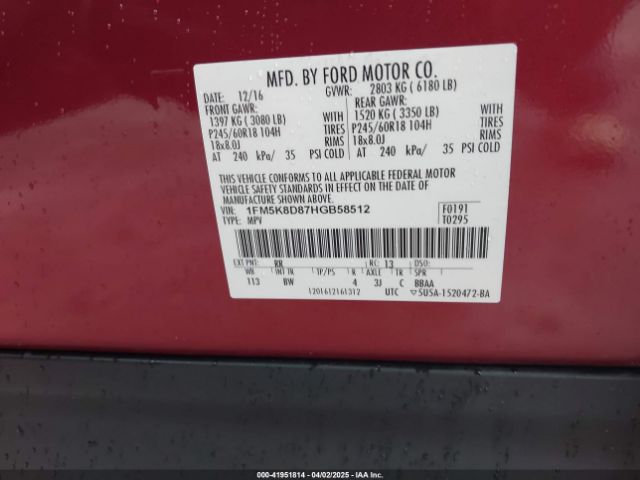 MFD. BY FORD MOTOR CO.
DATE: 12/16 GVWR: 2803 KG ( 6180 LB)
FRONT GAWR: REAR GAWR:
1397 KG ( 3080 LB) WITH 1520 KG ( 3350 LB) WITH
P245/60R18 104H TIRES P245/60R18 104H TIRES
18x8.0J RIMS 18x8.0J RIMS
AT 240 kPa/ 35 PSI COLD AT 240 kPa/ 35 PSI COLD
THIS VEHICLE CONFORMS TO ALL APPLICABLE FEDERAL MOTOR
VEHICLE SAFETY STANDARDS IN EFFECT ON THE DATE OF
MANUFACTURE SHOWN ABOVE.
VIN: 1FM5K8D87HGB58512 F0191
TYPE: MPV T0295
EXT PNT: RR RC: 13 DSO:
WB INT TR TP/PS R AXLE TR SPR
113 BW 4 3J C BBAA
1201612161312 UTC ▽5U5A-1520472-BA
000-41951814 - 04/02/2025 - IAA Inc.